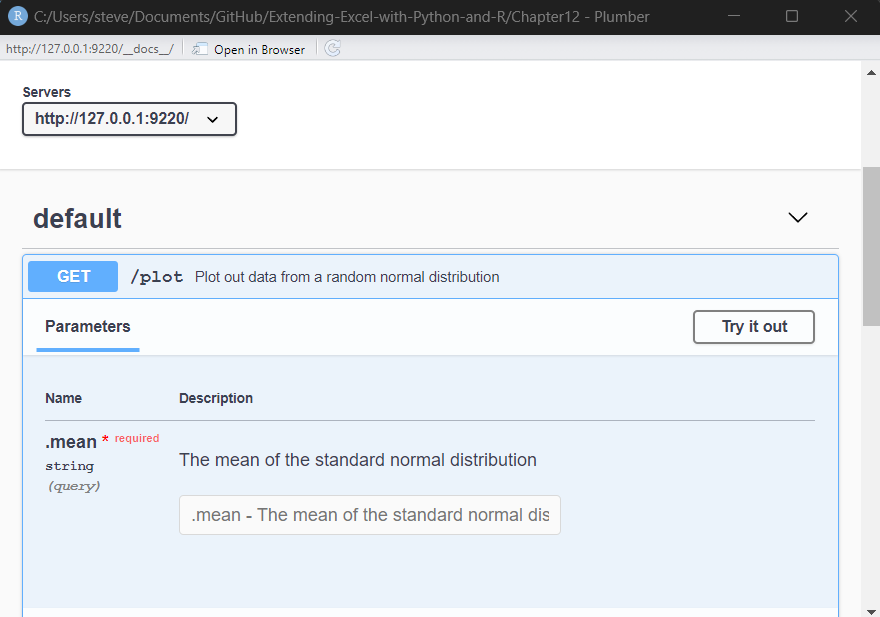 R C:/Users/steve/Documents/GitHub/Extending-Excel-with-Python-and-R/Chapter12 - Plumber
http://127.0.0.1:9220/__docs__/ Open in Browser
Servers
http://127.0.0.1:9220/
default
GET /plot Plot out data from a random normal distribution
Parameters Try it out
Name Description
.mean * required
string
(query)
The mean of the standard normal distribution
.mean - The mean of the standard normal dis